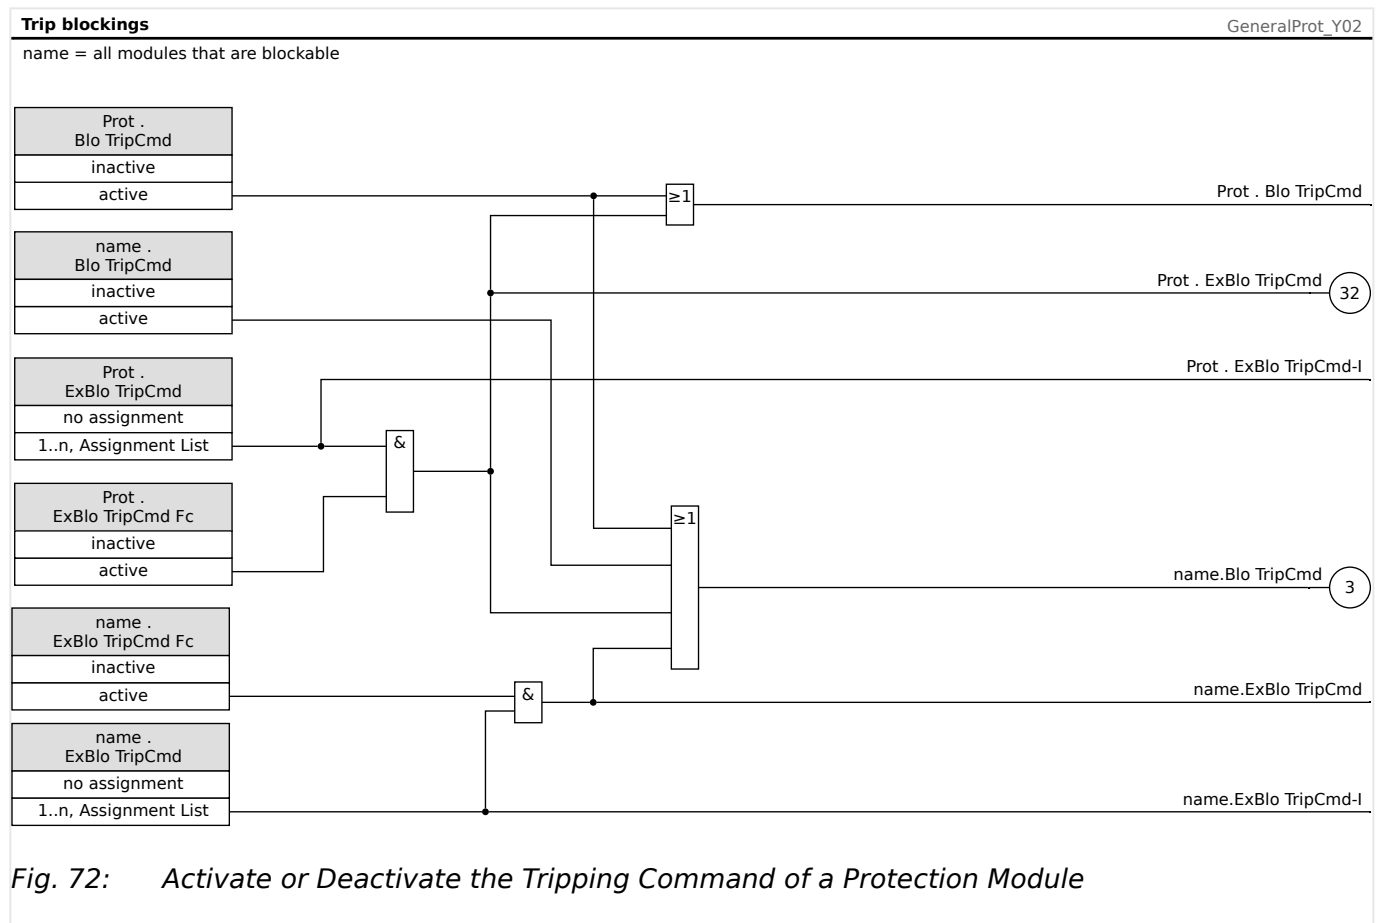 Trip blockings
GeneralProt_Y02
name = all modules that are blockable
Prot .
Blo TripCmd
inactive
active
≥1
Prot . Blo TripCmd
name .
Blo TripCmd
inactive
active
Prot . ExBlo TripCmd
32
Prot .
ExBlo TripCmd
no assignment
1..n, Assignment List
Prot . ExBlo TripCmd-I
&
Prot .
ExBlo TripCmd Fc
inactive
active
≥1
name.Blo TripCmd
3
name .
ExBlo TripCmd Fc
inactive
active
&
name.ExBlo TripCmd
name .
ExBlo TripCmd
no assignment
1..n, Assignment List
name.ExBlo TripCmd-I
Fig. 72: Activate or Deactivate the Tripping Command of a Protection Module